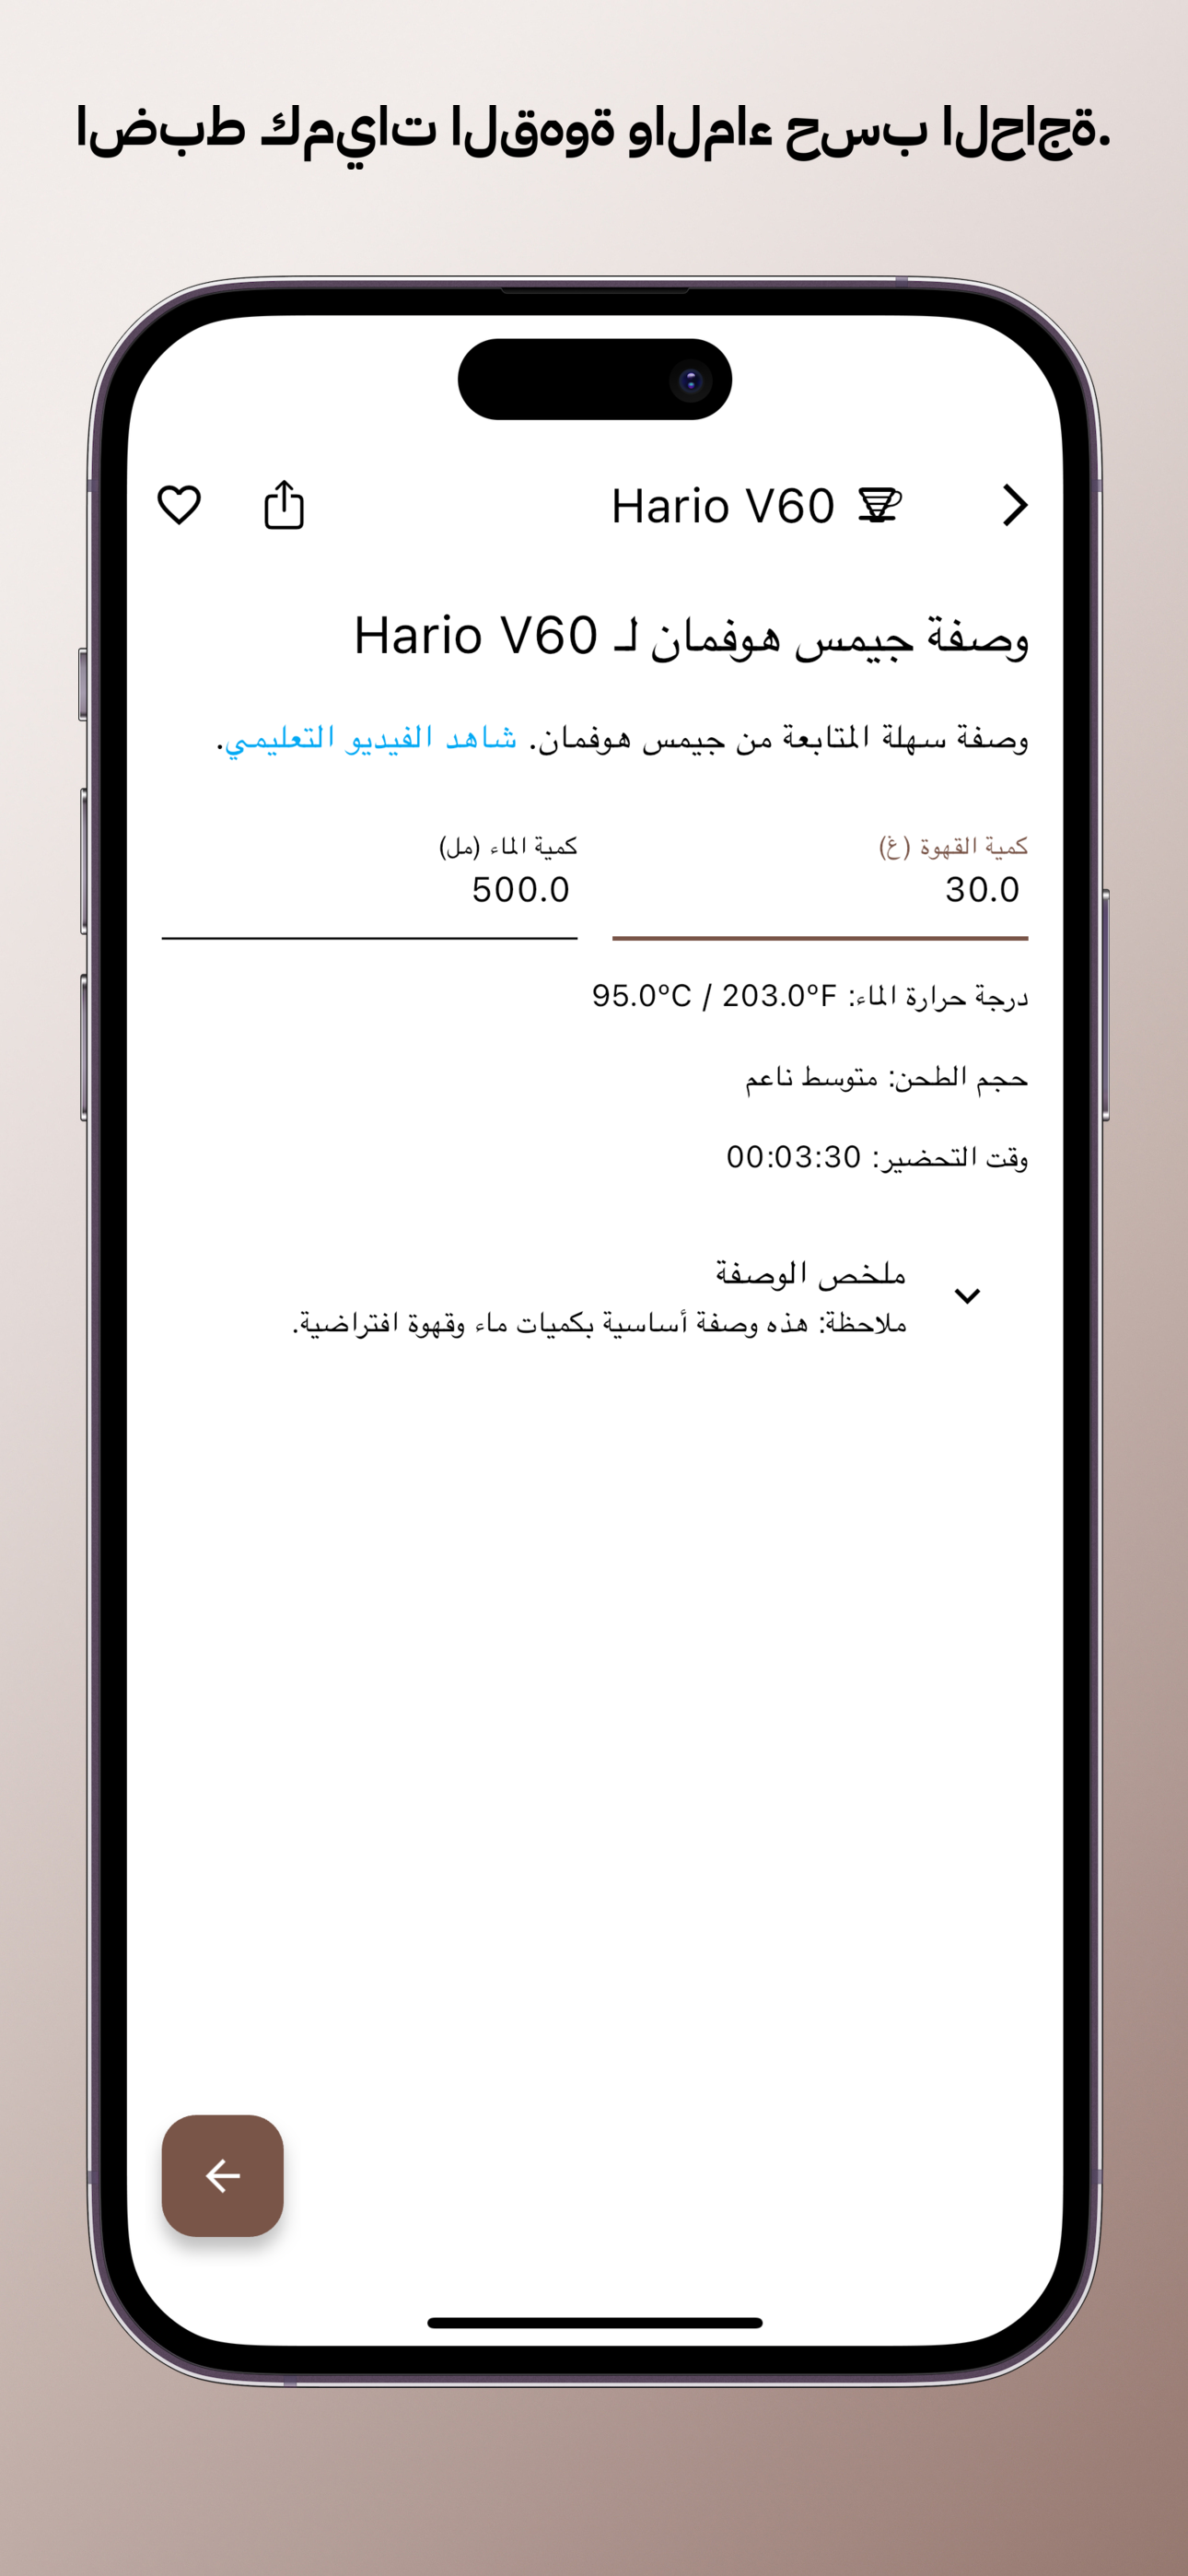 اضبط كميات القهوة والماء حسب الحاجة.
Hario V60
وصفة جيمس هوفمان لـ Hario V60
وصفة سهلة المتابعة من جيمس هوفمان. شاهد الفيديو التعليمي.
كمية القهوة (غ) كمية الماء (مل)
30.0 500.0
درجة حرارة الماء: 95.0ºC / 203.0ºF
حجم الطحن: متوسط ناعم
وقت التحضير: 00:03:30
ملخص الوصفة
ملاحظة: هذه وصفة أساسية بكميات ماء وقهوة افتراضية.